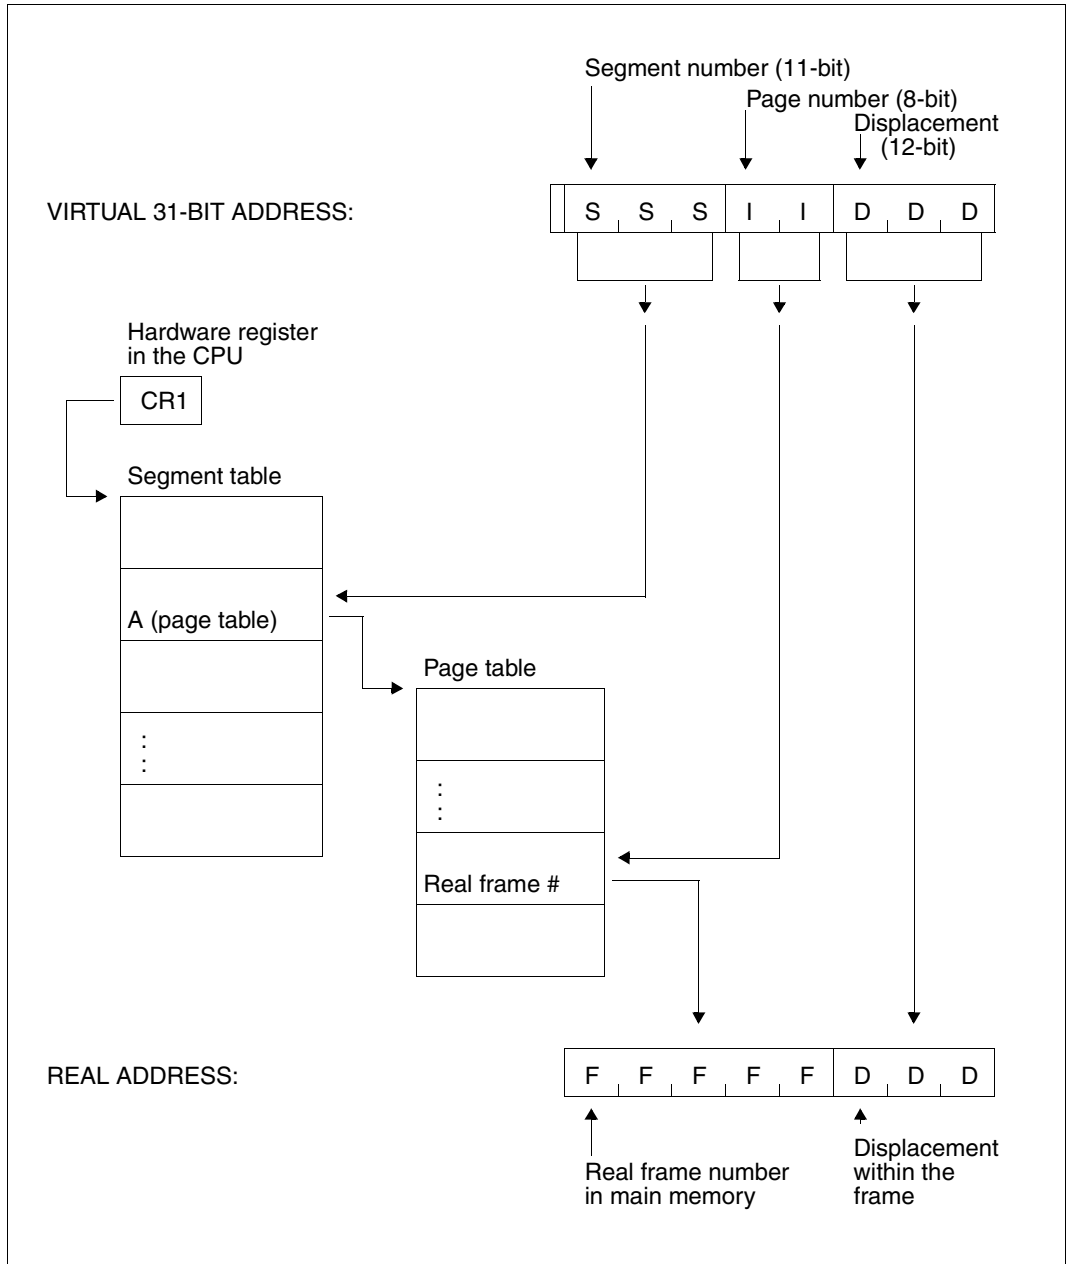 Segment number (11-bit)
Page number (8-bit)
Displacement
(12-bit)
VIRTUAL 31-BIT ADDRESS:
S S S I I D D D
Hardware register
in the CPU
CR1
Segment table
A (page table)
Page table
:
:
:
:
Real frame #
REAL ADDRESS:
F F F F F D D D
Real frame number
in main memory
Displacement
within the
frame